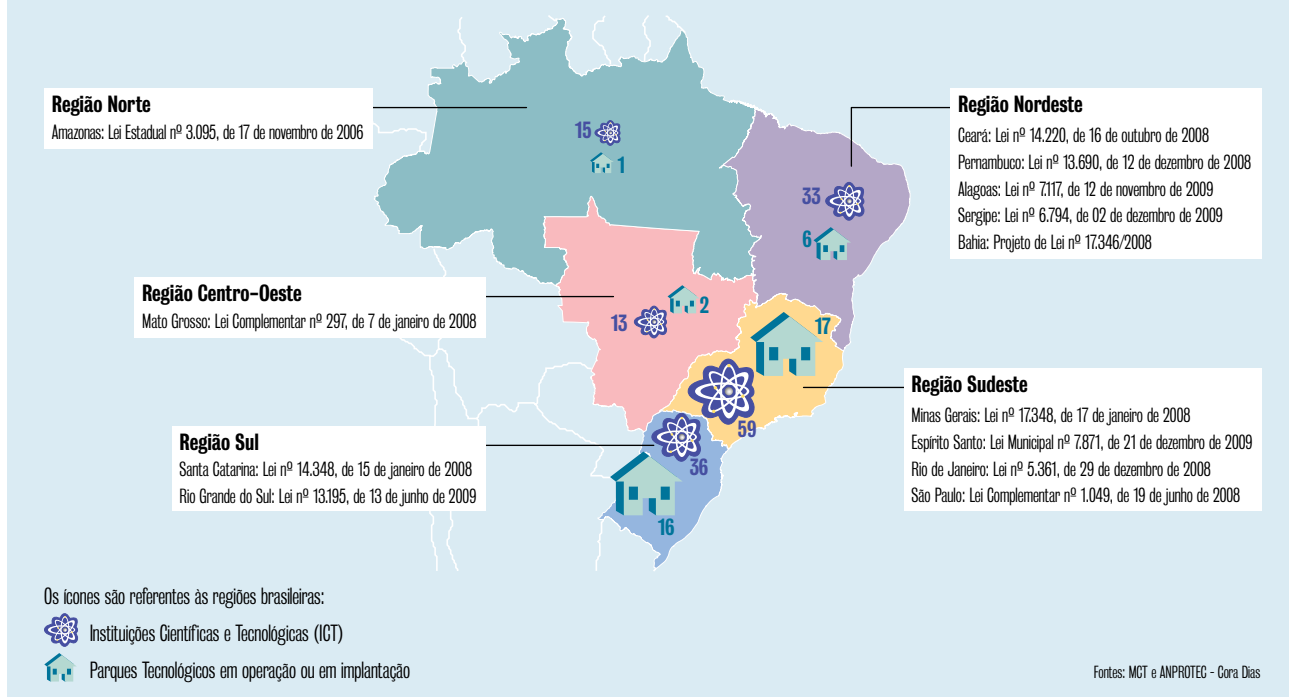 Região Norte
Amazonas: Lei Estadual nº 3.095, de 17 de novembro de 2006
Região Nordeste
Ceará: Lei nº 14.220, de 16 de outubro de 2008
Pernambuco: Lei nº 13.690, de 12 de dezembro de 2008
Alagoas: Lei nº 7.117, de 12 de novembro de 2009
Sergipe: Lei nº 6.794, de 02 de dezembro de 2009
Bahia: Projeto de Lei nº 17.346/2008
15
1
33
6
Região Centro-Oeste
Mato Grosso: Lei Complementar nº 297, de 7 de janeiro de 2008
2
13
17
59
Região Sudeste
Minas Gerais: Lei nº 17.348, de 17 de janeiro de 2008
Espírito Santo: Lei Municipal nº 7.871, de 21 de dezembro de 2009
Rio de Janeiro: Lei nº 5.361, de 29 de dezembro de 2008
São Paulo: Lei Complementar nº 1.049, de 19 de junho de 2008
Região Sul
Santa Catarina: Lei nº 14.348, de 15 de janeiro de 2008
Rio Grande do Sul: Lei nº 13.195, de 13 de junho de 2009
36
16
Os ícones são referentes às regiões brasileiras:
Instituições Científicas e Tecnológicas (ICT)
Parques Tecnológicos em operação ou em implantação
Fontes: MCT e ANPROTEC - Cora Dias